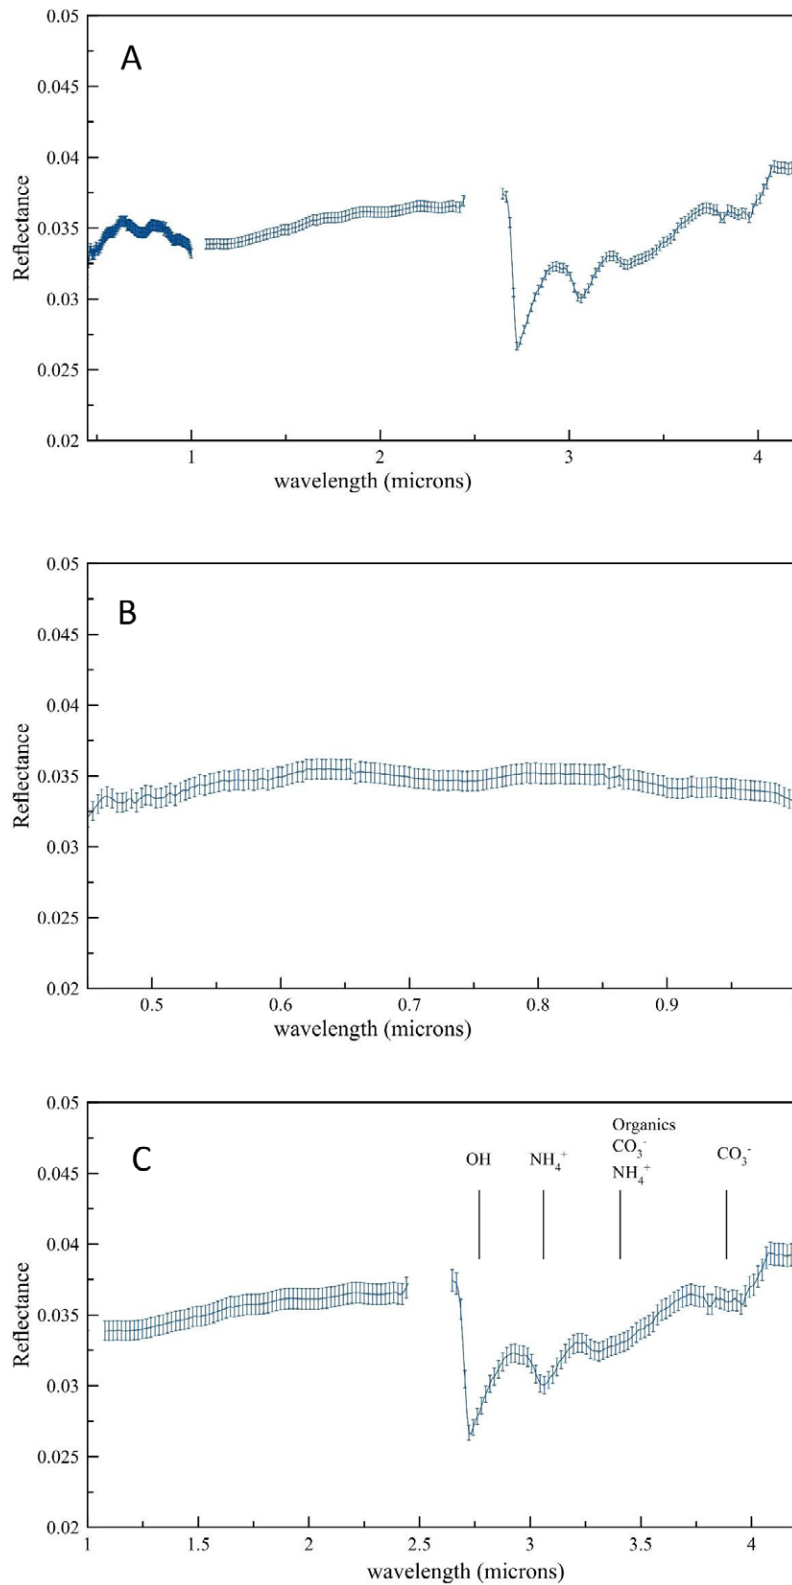 0.05
A
0.045
0.04
Reflectance
0.035
0.03
0.025
0.02
1
2
3
4
wavelength (microns)
0.05
B
0.045
0.04
Reflectance
0.035
0.03
0.025
0.02
0.5
0.6
0.7
0.8
0.9
wavelength (microns)
0.05
C
Organics
OH
NH₄⁺
CO₃⁻
NH₄⁺
CO₃⁻
0.045
0.04
Reflectance
0.035
0.03
0.025
0.02
1
1.5
2
2.5
3
3.5
4
wavelength (microns)